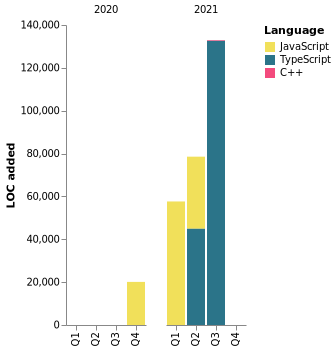 2020 2021
Language
JavaScript
TypeScript
C++
LOC added
140,000
120,000
100,000
80,000
60,000
40,000
20,000
0
Q1 Q2 Q3 Q4 Q1 Q2 Q3 Q4